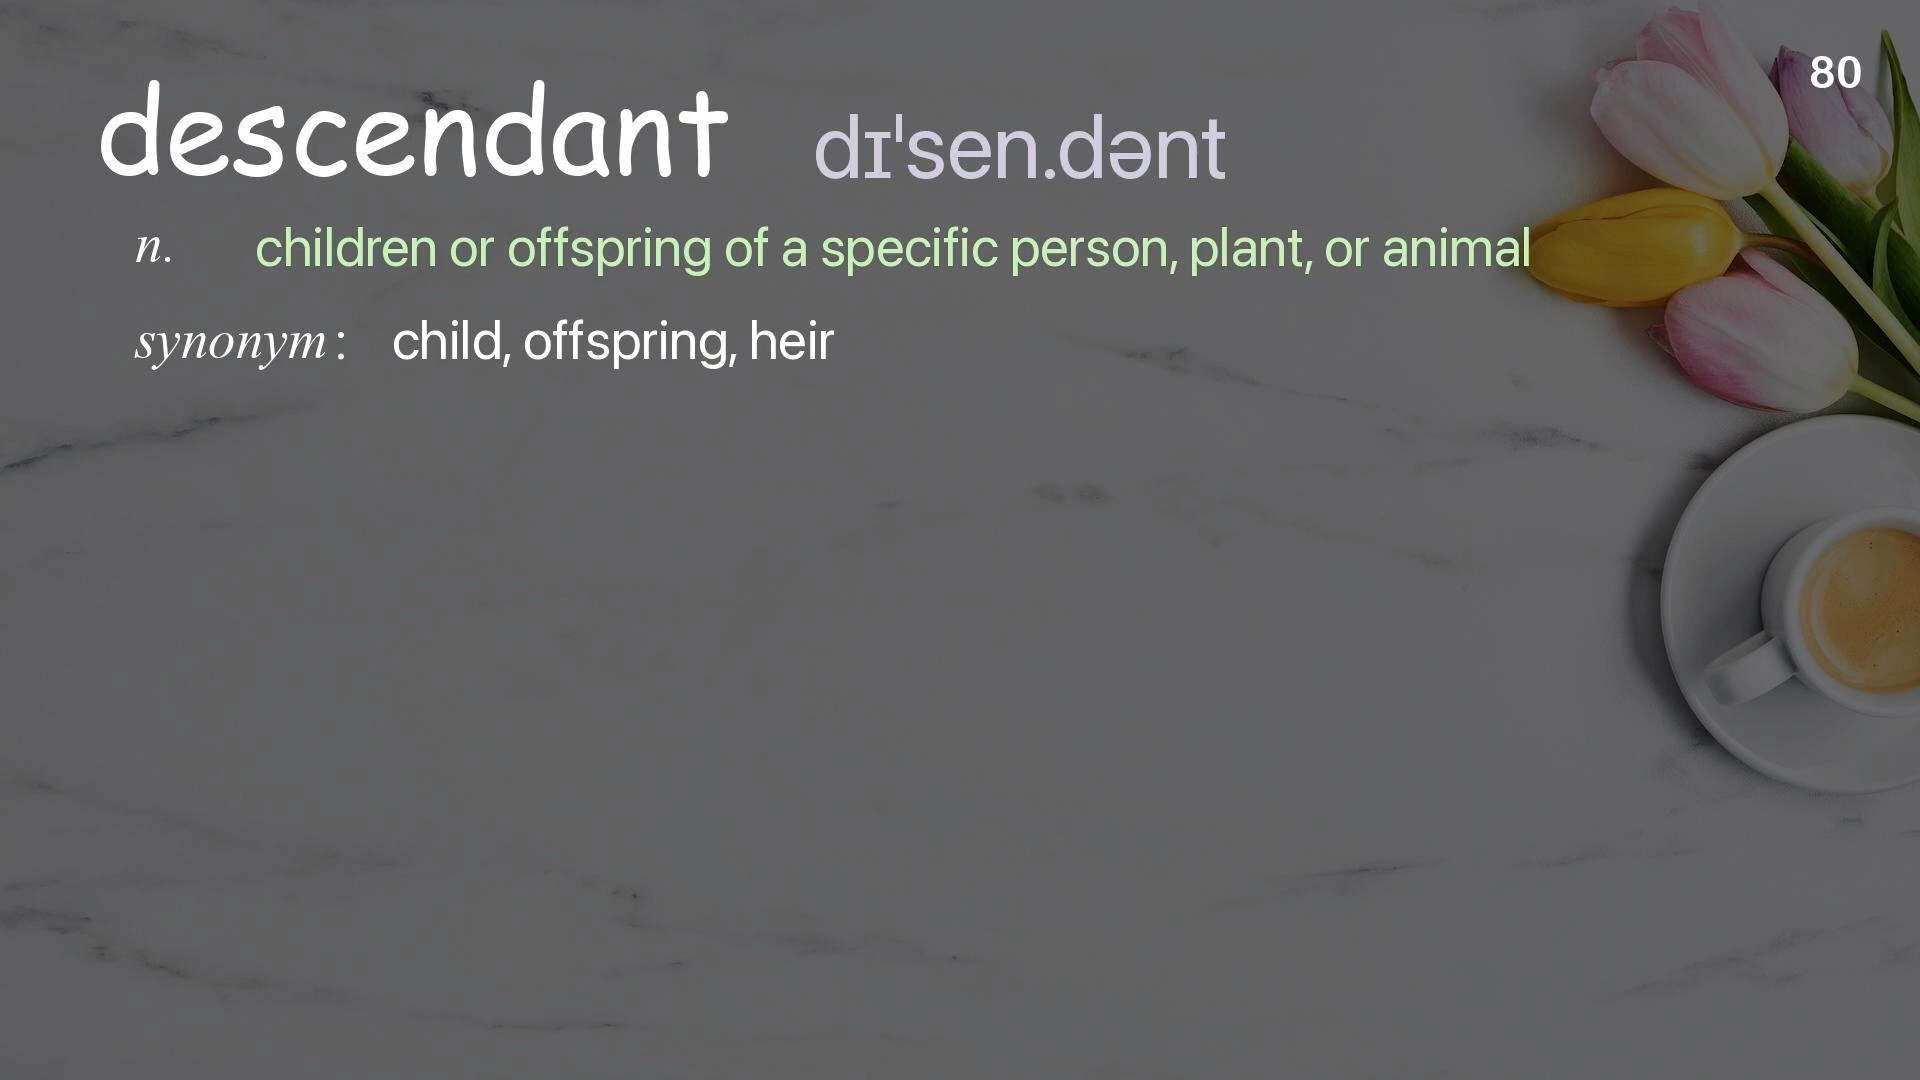 80
descendant dɪˈsen.dənt
n. children or offspring of a specific person, plant, or animal
synonym : child, offspring, heir